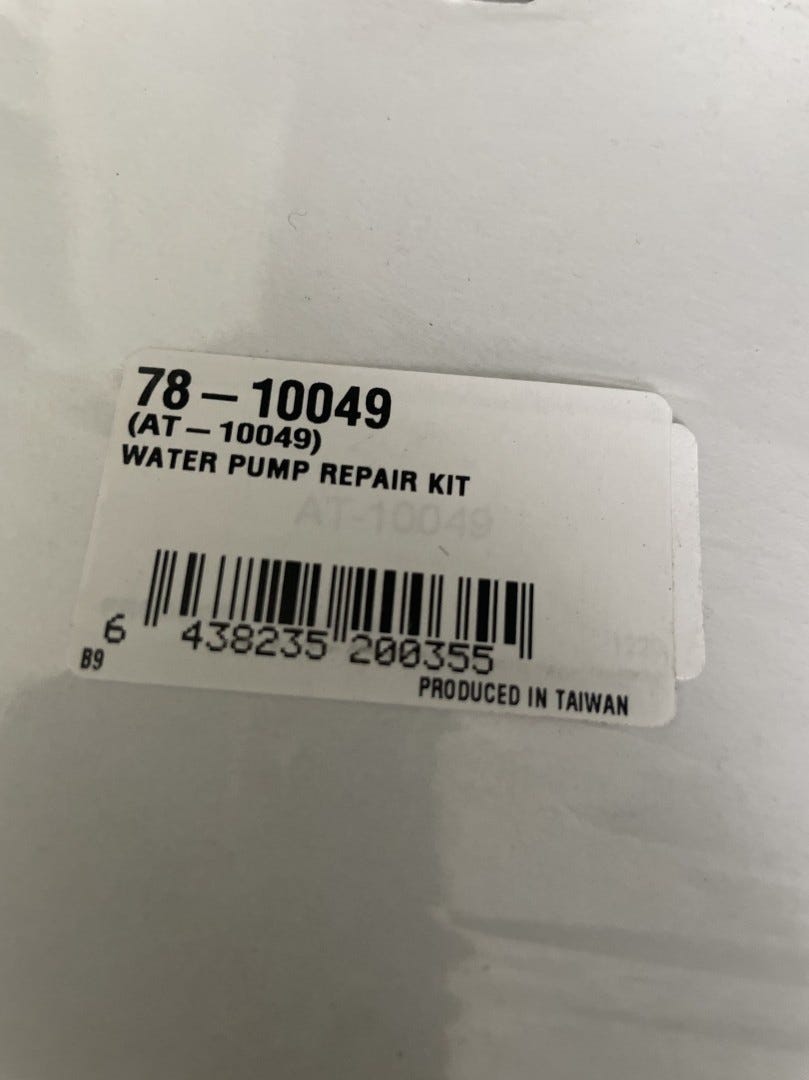 78-10049
(AT-10049)
WATER PUMP REPAIR KIT
AT-10049
6 438235 200355
B9
PRODUCED IN TAIWAN